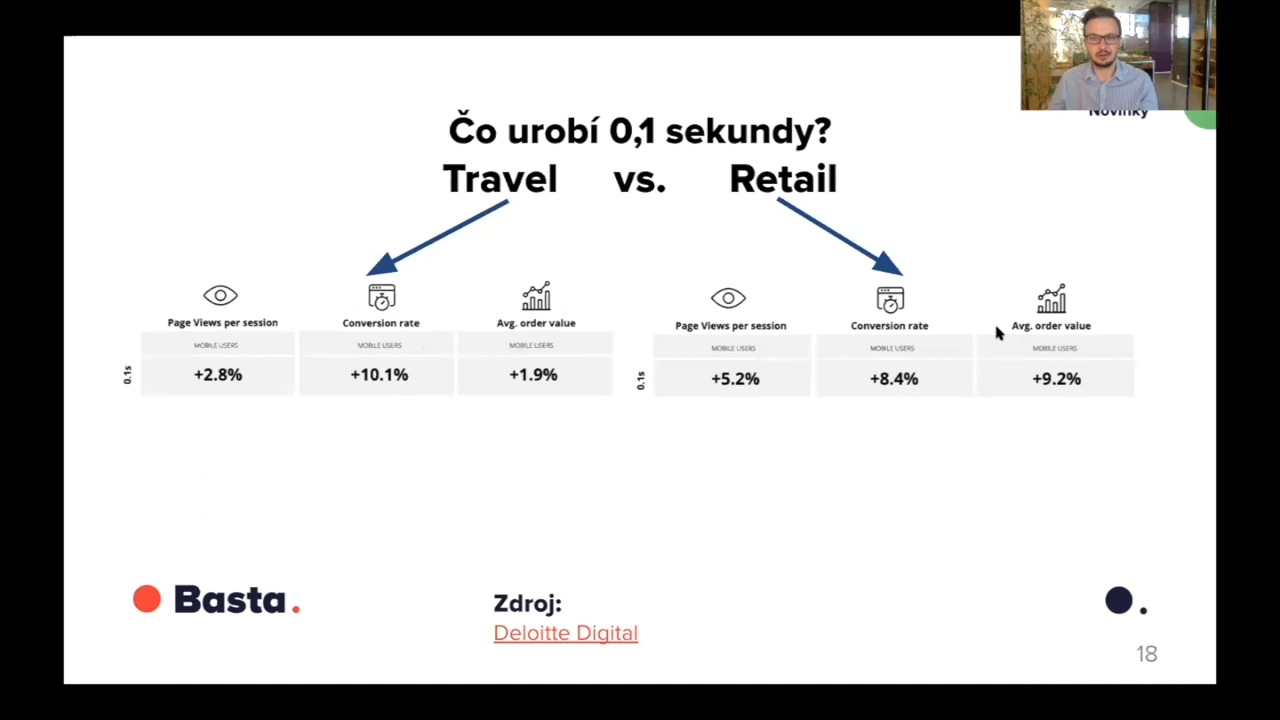 Novinky
Čo urobí 0,1 sekundy?
Travel vs. Retail
Page Views per session
Conversion rate
Avg. order value
MOBILE USERS
MOBILE USERS
MOBILE USERS
0.1s
+2.8%
+10.1%
+1.9%
Page Views per session
Conversion rate
Avg. order value
MOBILE USERS
MOBILE USERS
MOBILE USERS
0.1s
+5.2%
+8.4%
+9.2%
Basta.
Zdroj:
Deloitte Digital
18